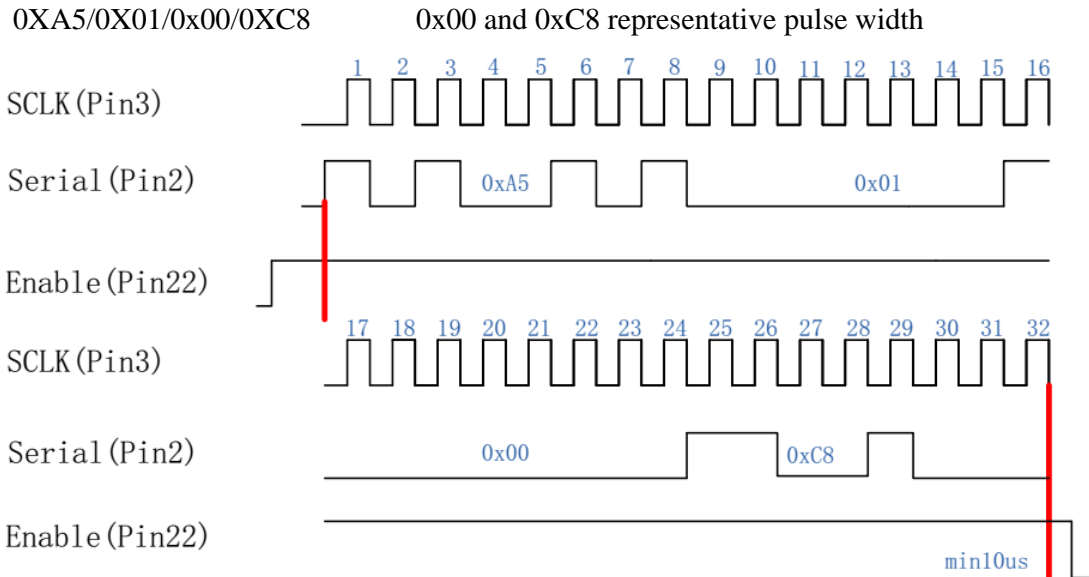 0XA5/0X01/0x00/0XC8 0x00 and 0xC8 representative pulse width
1 2 3 4 5 6 7 8 9 10 11 12 13 14 15 16
SCLK(Pin3)
Serial(Pin2) 0xA5 0x01
Enable(Pin22)
17 18 19 20 21 22 23 24 25 26 27 28 29 30 31 32
SCLK(Pin3)
Serial(Pin2) 0x00 0xC8
Enable(Pin22)
min10us